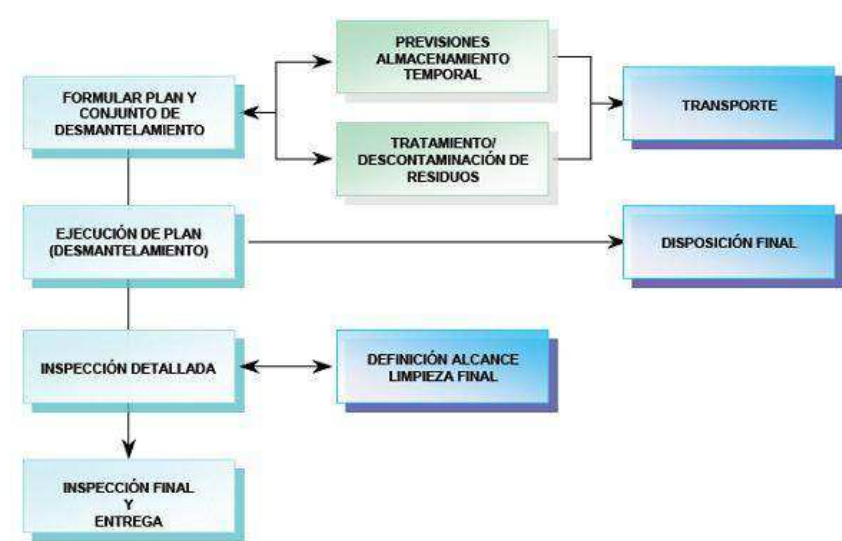 PREVISIONES
ALMACENAMIENTO
TEMPORAL
FORMULAR PLAN Y
CONJUNTO DE
DESMANTELAMIENTO
TRANSPORTE
TRATAMIENTO/
DESCONTAMINACIÓN DE
RESIDUOS
EJECUCIÓN DE PLAN
(DESMANTELAMIENTO)
DISPOSICIÓN FINAL
INSPECCIÓN DETALLADA
DEFINICIÓN ALCANCE
LIMPIEZA FINAL
INSPECCIÓN FINAL
Y
ENTREGA